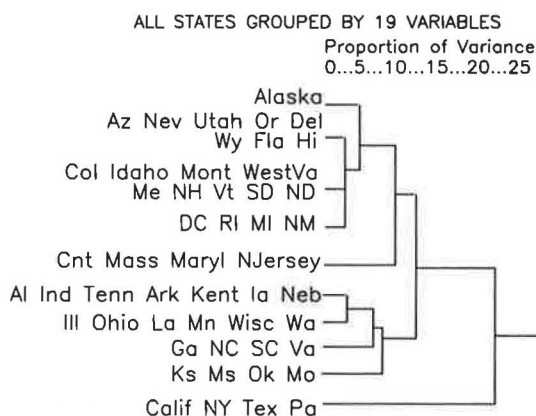 ALL STATES GROUPED BY 19 VARIABLES
Proportion of Variance
0...5...10...15...20...25
Alaska
Az Nev Utah Or Del
Wy Fla Hi
Col Idaho Mont WestVa
Me NH Vt SD ND
DC RI MI NM
Cnt Mass Maryl NJersey
Al Ind Tenn Ark Kent Ia Neb
Ill Ohio La Mn Wisc Wa
Ga NC SC Va
Ks Ms Ok Mo
Calif NY Tex Pa